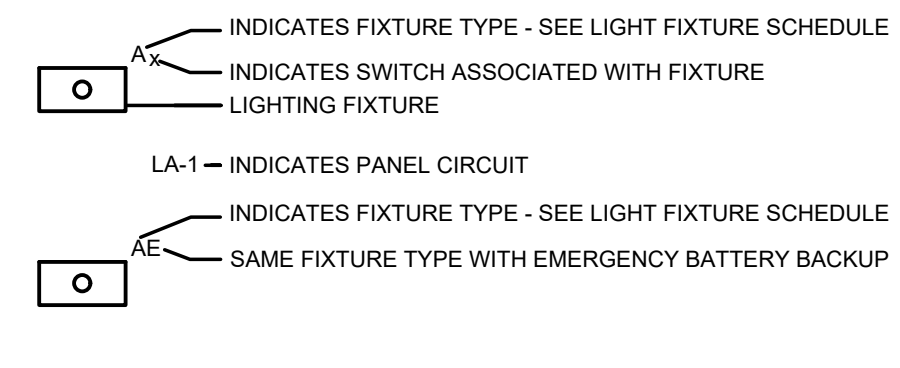 INDICATES FIXTURE TYPE - SEE LIGHT FIXTURE SCHEDULE
Ax
INDICATES SWITCH ASSOCIATED WITH FIXTURE
LIGHTING FIXTURE
LA-1 INDICATES PANEL CIRCUIT
INDICATES FIXTURE TYPE - SEE LIGHT FIXTURE SCHEDULE
AE
SAME FIXTURE TYPE WITH EMERGENCY BATTERY BACKUP